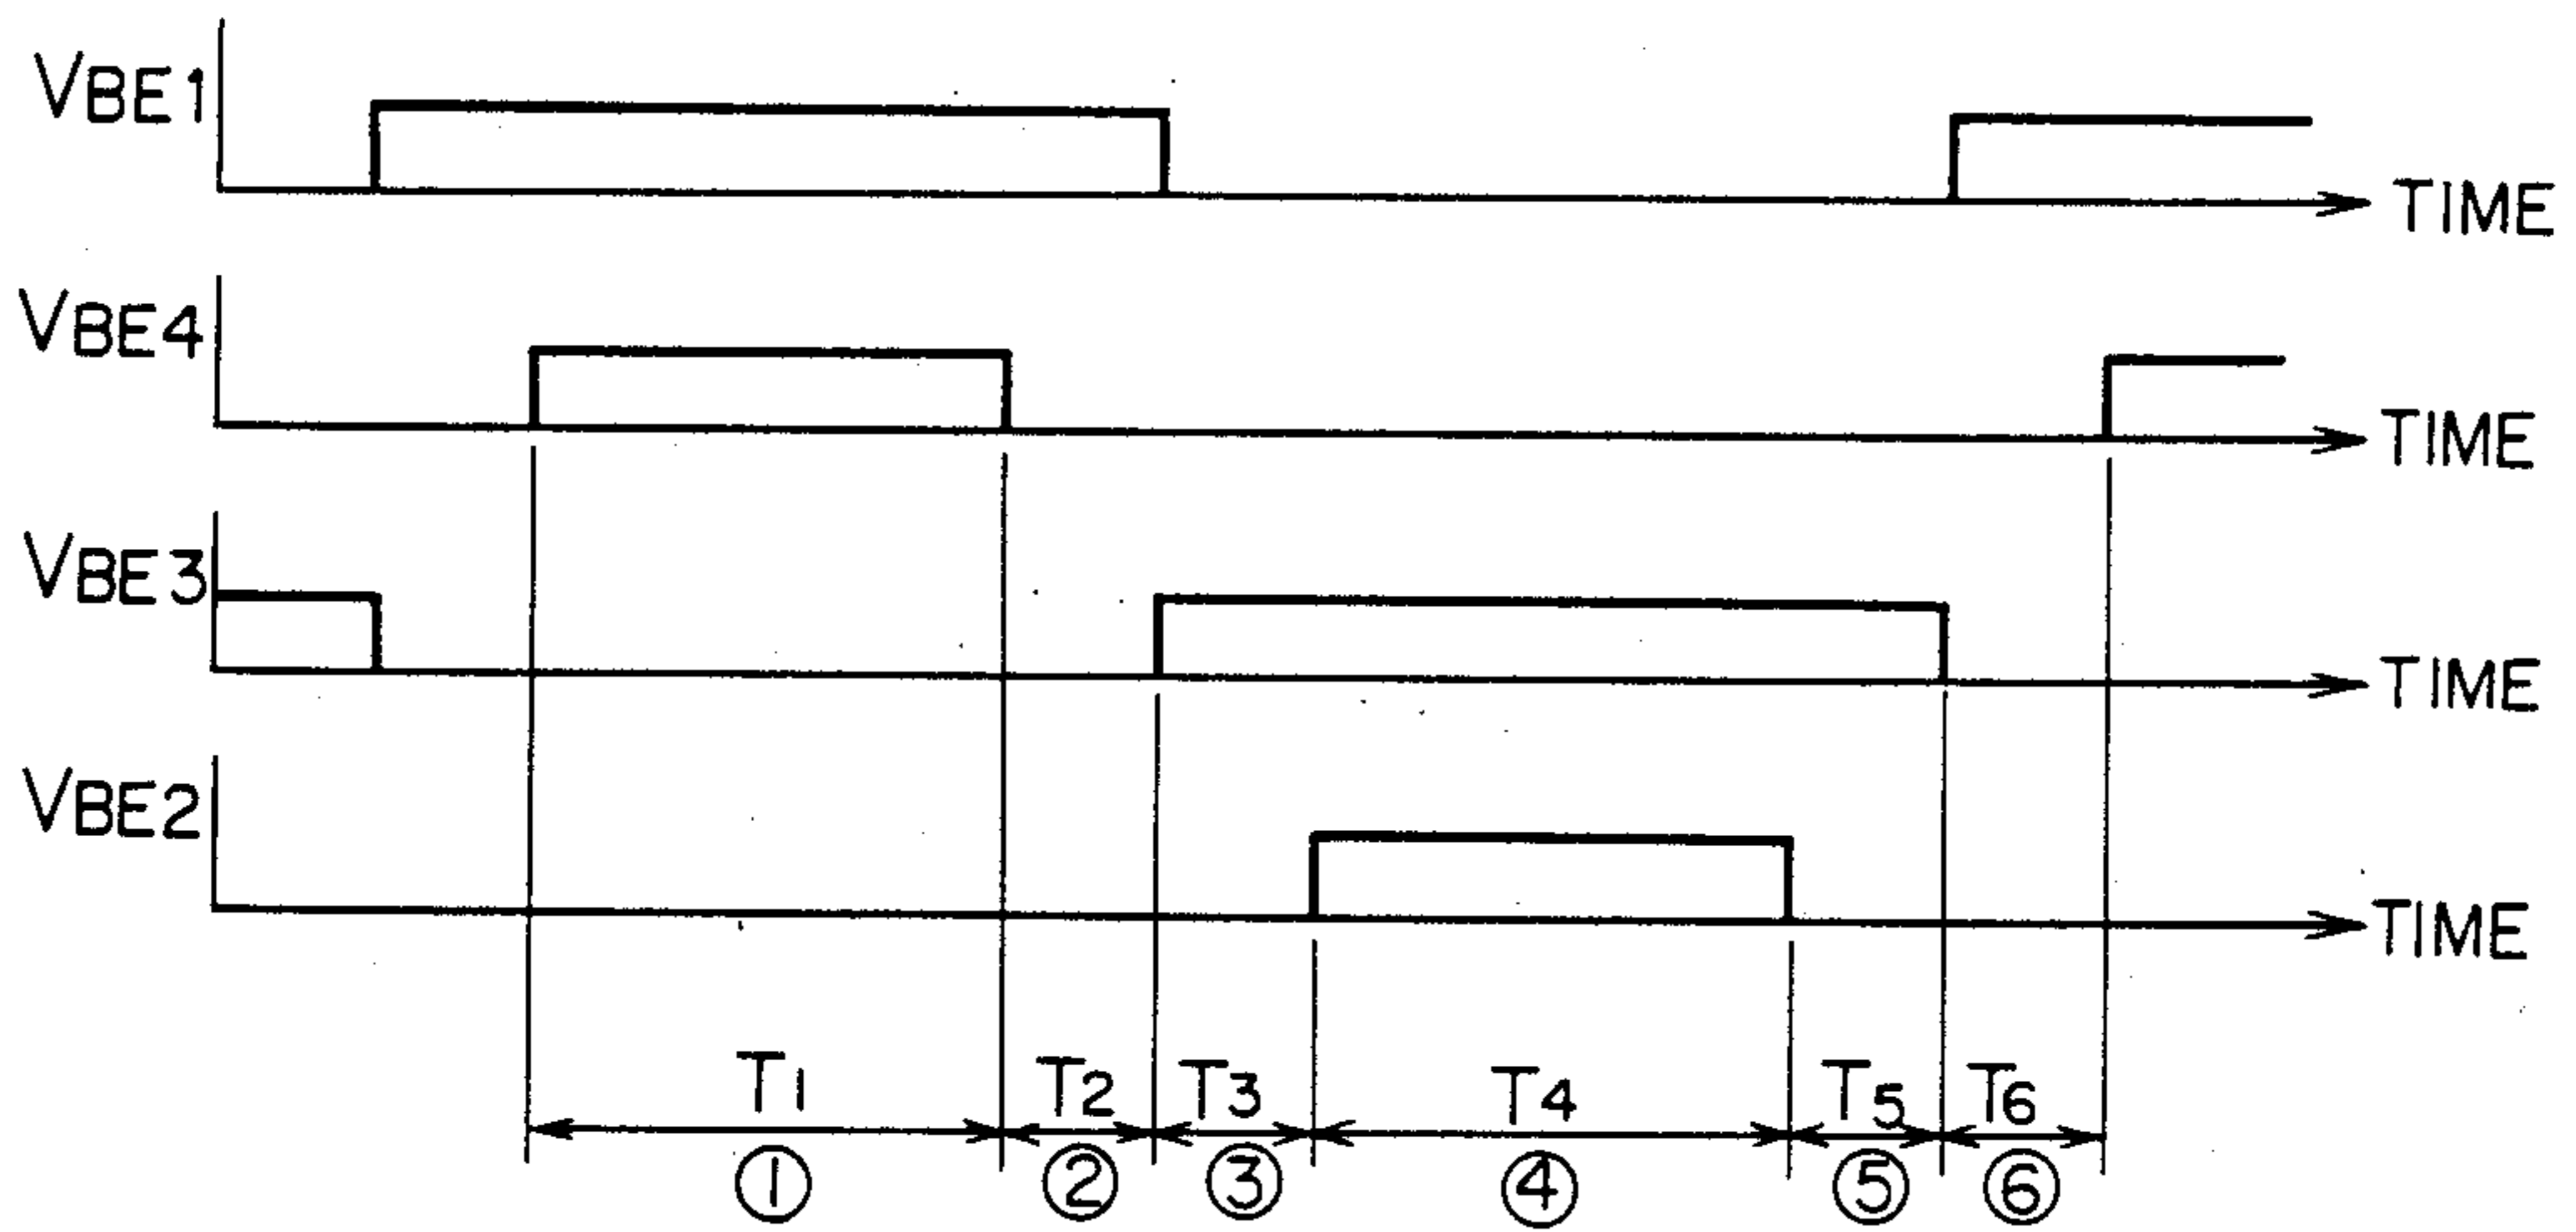 VBE1
TIME
VBE4
TIME
VBE3
TIME
VBE2
TIME
T1 T2 T3 T4 T5 T6
① ② ③ ④ ⑤ ⑥